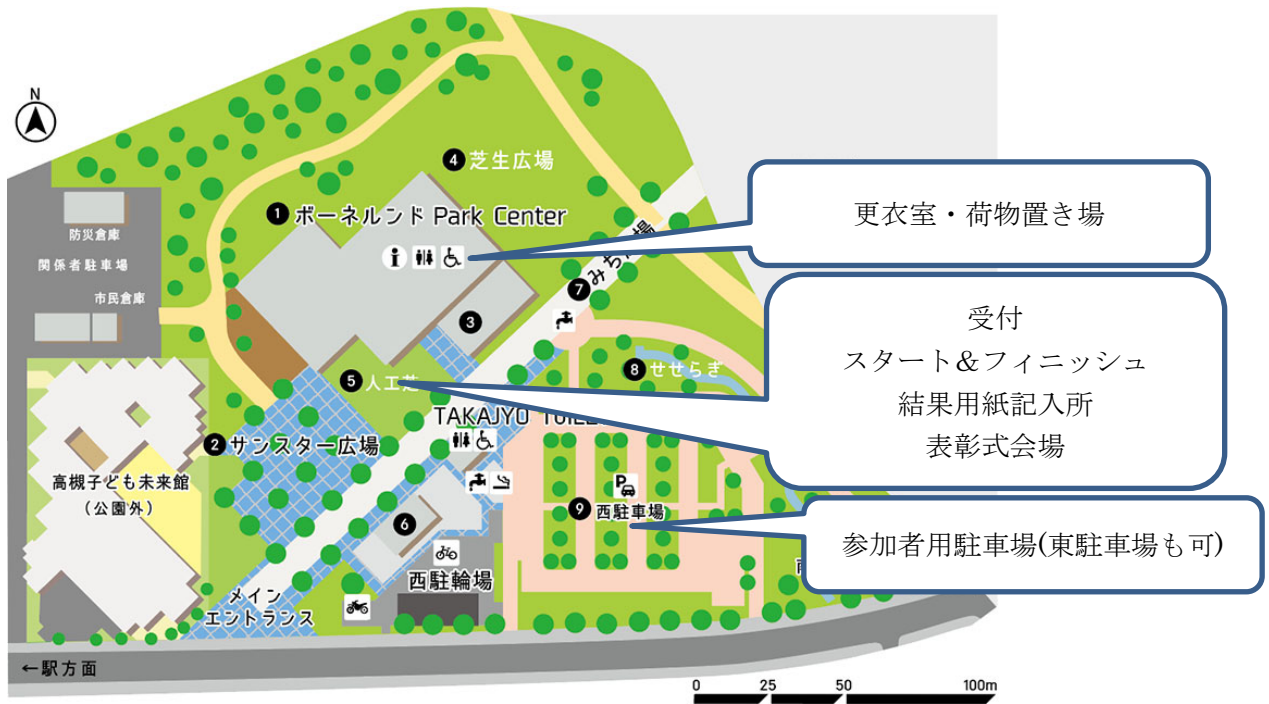 N
4 芝生広場
1 ボーネルンド Park Center
更衣室・荷物置き場
防災倉庫
関係者駐車場
市民倉庫
7 みち
場
3
受付
スタート&フィニッシュ
結果用紙記入所
表彰式会場
8 せせらぎ
5 人工芝
TAKAJYO TOILE
2 サンスター広場
高槻子ども未来館
(公園外)
P
9 西駐車場
6
参加者用駐車場(東駐車場も可)
西駐輪場
メイン
エントランス
←駅方面
0 25 50 100m